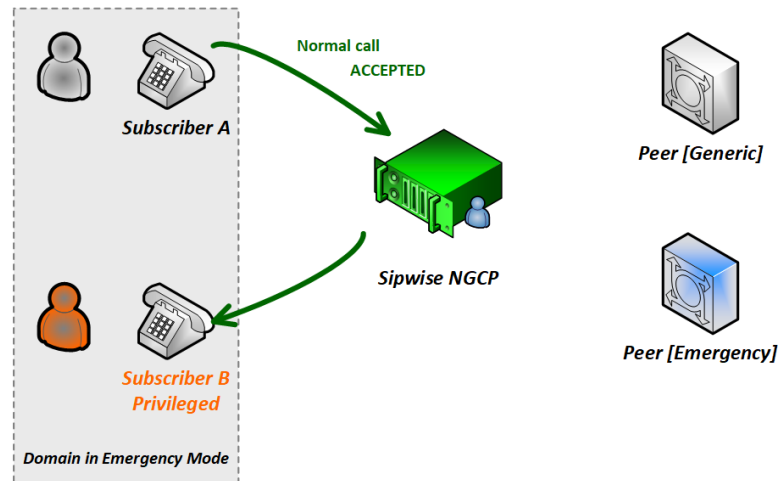 Normal call
ACCEPTED
Subscriber A
Peer [Generic]
Sipwise NGCP
Subscriber B
Privileged
Peer [Emergency]
Domain in Emergency Mode